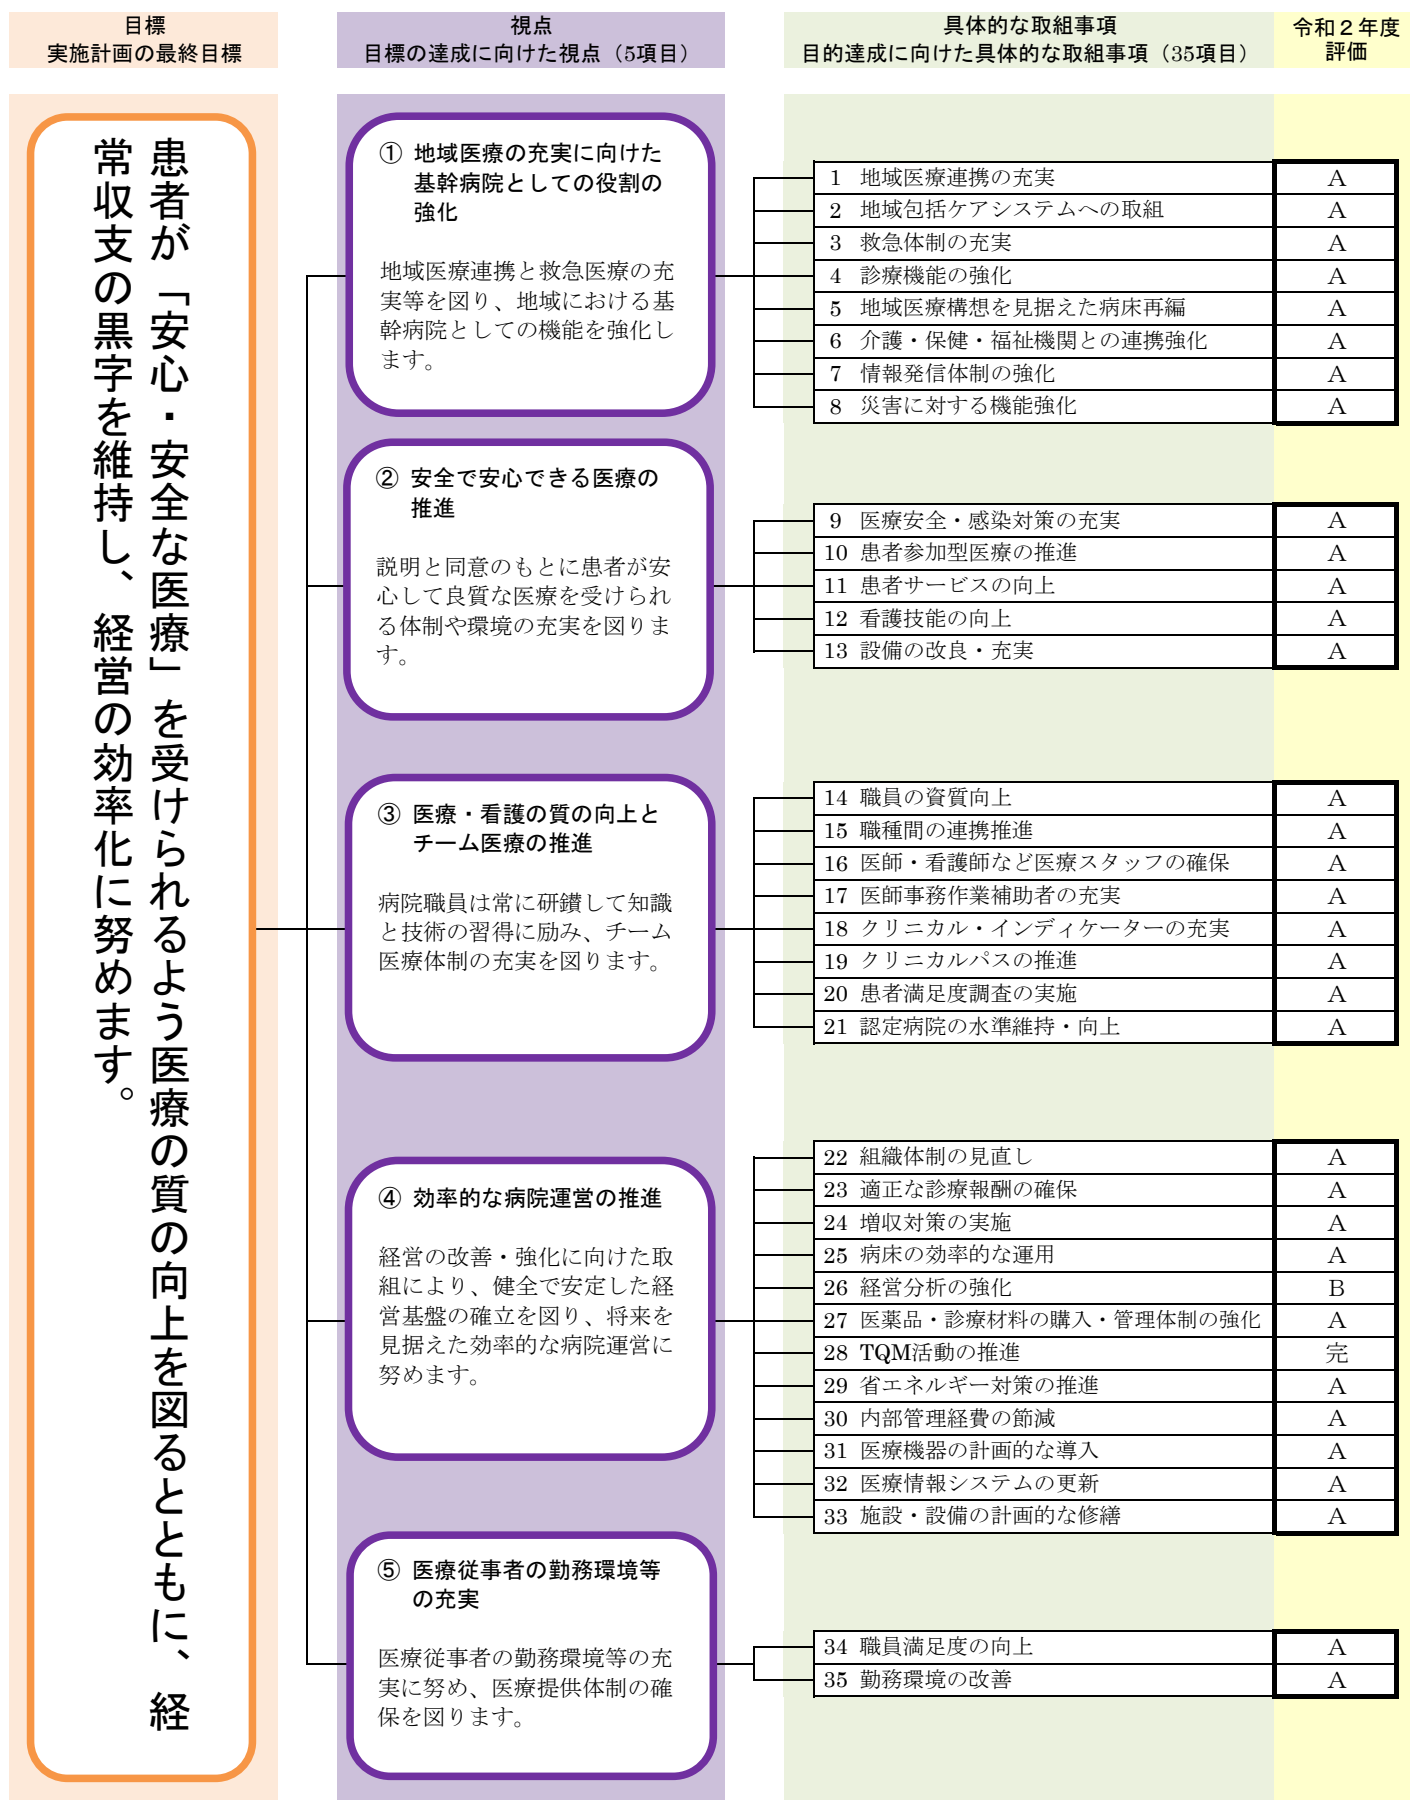 目標
実施計画の最終目標
視点
目標の達成に向けた視点（5項目）
具体的な取組事項
目的達成に向けた具体的な取組事項（35項目）
令和２年度
評価
患者が「安心・安全な医療」を受けられるよう医療の質の向上を図るとともに、経
常収支の黒字を維持し、経営の効率化に努めます。
① 地域医療の充実に向けた
基幹病院としての役割の
強化
地域医療連携と救急医療の充
実等を図り、地域における基
幹病院としての機能を強化し
ます。
1 地域医療連携の充実 A
2 地域包括ケアシステムへの取組 A
3 救急体制の充実 A
4 診療機能の強化 A
5 地域医療構想を見据えた病床再編 A
6 介護・保健・福祉機関との連携強化 A
7 情報発信体制の強化 A
8 災害に対する機能強化 A
② 安全で安心できる医療の
推進
説明と同意のもとに患者が安
心して良質な医療を受けられ
る体制や環境の充実を図りま
す。
9 医療安全・感染対策の充実 A
10 患者参加型医療の推進 A
11 患者サービスの向上 A
12 看護技能の向上 A
13 設備の改良・充実 A
③ 医療・看護の質の向上と
チーム医療の推進
病院職員は常に研鑽して知識
と技術の習得に励み、チーム
医療体制の充実を図ります。
14 職員の資質向上 A
15 職種間の連携推進 A
16 医師・看護師など医療スタッフの確保 A
17 医師事務作業補助者の充実 A
18 クリニカル・インディケーターの充実 A
19 クリニカルパスの推進 A
20 患者満足度調査の実施 A
21 認定病院の水準維持・向上 A
④ 効率的な病院運営の推進
経営の改善・強化に向けた取
組により、健全で安定した経
営基盤の確立を図り、将来を
見据えた効率的な病院運営に
努めます。
22 組織体制の見直し A
23 適正な診療報酬の確保 A
24 増収対策の実施 A
25 病床の効率的な運用 A
26 経営分析の強化 B
27 医薬品・診療材料の購入・管理体制の強化 A
28 TQM活動の推進 完
29 省エネルギー対策の推進 A
30 内部管理経費の節減 A
31 医療機器の計画的な導入 A
32 医療情報システムの更新 A
33 施設・設備の計画的な修繕 A
⑤ 医療従事者の勤務環境等
の充実
医療従事者の勤務環境等の充
実に努め、医療提供体制の確
保を図ります。
34 職員満足度の向上 A
35 勤務環境の改善 A